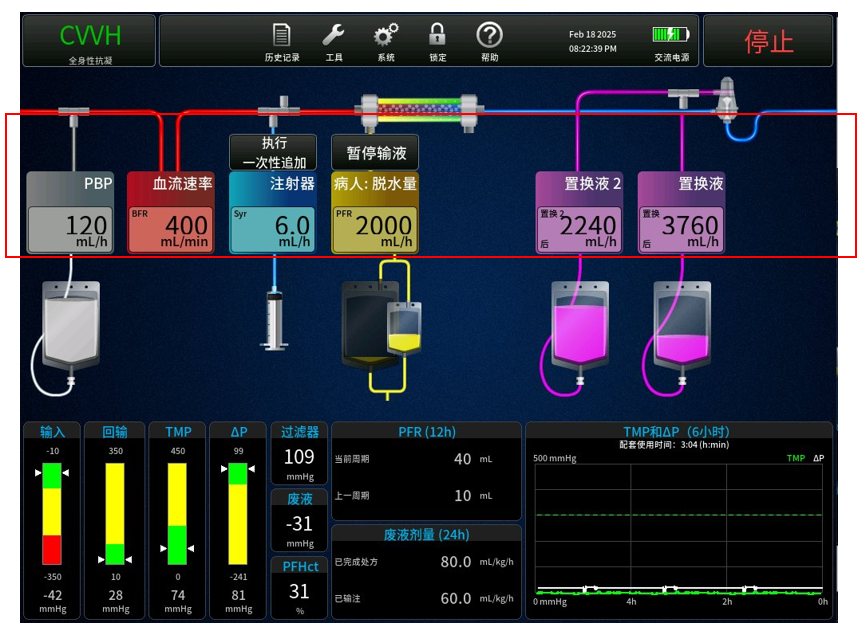 CVVH
全身性抗凝
历史记录
工具
系统
锁定
帮助
Feb 18 2025
08:22:39 PM
交流电源
停止
执行
一次性追加
暂停输液
PBP
120
mL/h
血流速率
BFR
400
mL/min
注射器
Syr
6.0
mL/h
病人: 脱水量
PFR
2000
mL/h
置换液 2
置换 2
后
2240
mL/h
置换液
置换
后
3760
mL/h
输入
-10
-350
-42
mmHg
回输
350
10
28
mmHg
TMP
450
0
74
mmHg
ΔP
99
-241
81
mmHg
过滤器
109
mmHg
废液
-31
mmHg
PFHct
31
%
PFR (12h)
当前周期 40 mL
上一周期 10 mL
废液剂量 (24h)
已完成处方 80.0 mL/kg/h
已输注 60.0 mL/kg/h
TMP和ΔP（6小时）
配套使用时间：3:04 (h:min)
500 mmHg
TMP ΔP
0 mmHg 4h 2h 0h